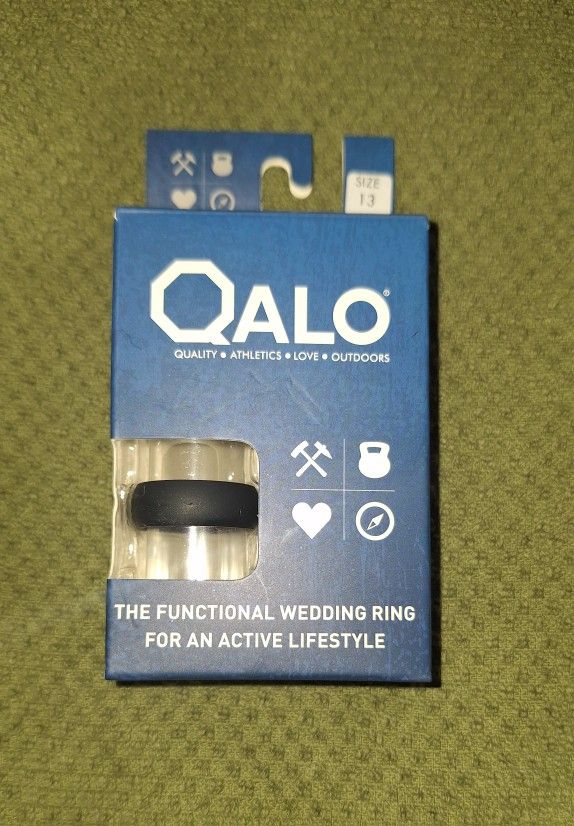 SIZE
13
QALO®
QUALITY • ATHLETICS • LOVE • OUTDOORS
THE FUNCTIONAL WEDDING RING
FOR AN ACTIVE LIFESTYLE